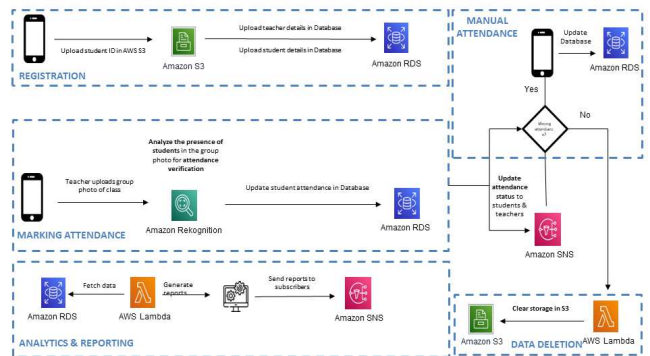 Upload student ID in AWS S3
Amazon S3
Upload teacher details in Database
Upload student details in Database
Amazon RDS
REGISTRATION
MANUAL
ATTENDANCE
Update
Database
Amazon RDS
Yes
No
Analyze the presence of
students in the group
photo for attendance
verification
Teacher uploads group
photo of class
Amazon Rekognition
Update student attendance in Database
Amazon RDS
MARKING ATTENDANCE
Update
attendance
status to
students &
teachers
Amazon SNS
Fetch data
Amazon RDS
AWS Lambda
Generate
reports
Send reports to
subscribers
Amazon SNS
ANALYTICS & REPORTING
Clear storage in S3
Amazon S3
AWS Lambda
DATA DELETION